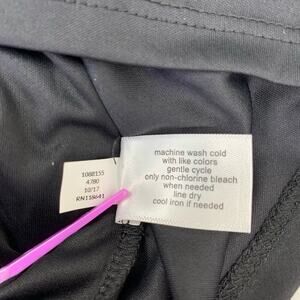 1088155
4780
10/17
RN118641
machine wash cold
with like colors
gentle cycle
only non-chlorine bleach
when needed
line dry
cool iron if needed